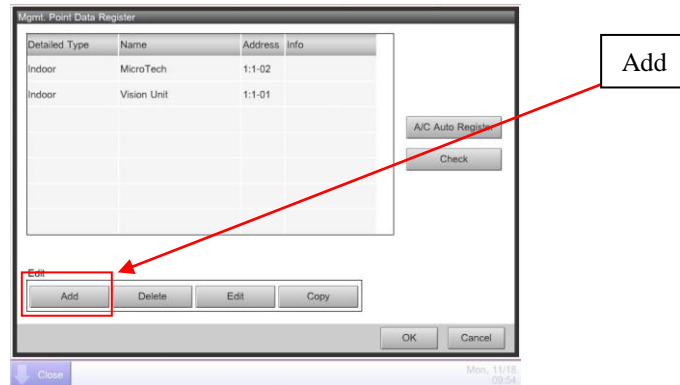 Mgmt. Point Data Register
Detailed Type Name Address Info
Indoor MicroTech 1:1-02
Indoor Vision Unit 1:1-01
Add
A/C Auto Register
Check
Edit
Add Delete Edit Copy
OK Cancel
Close
Mon, 11/18
09:54